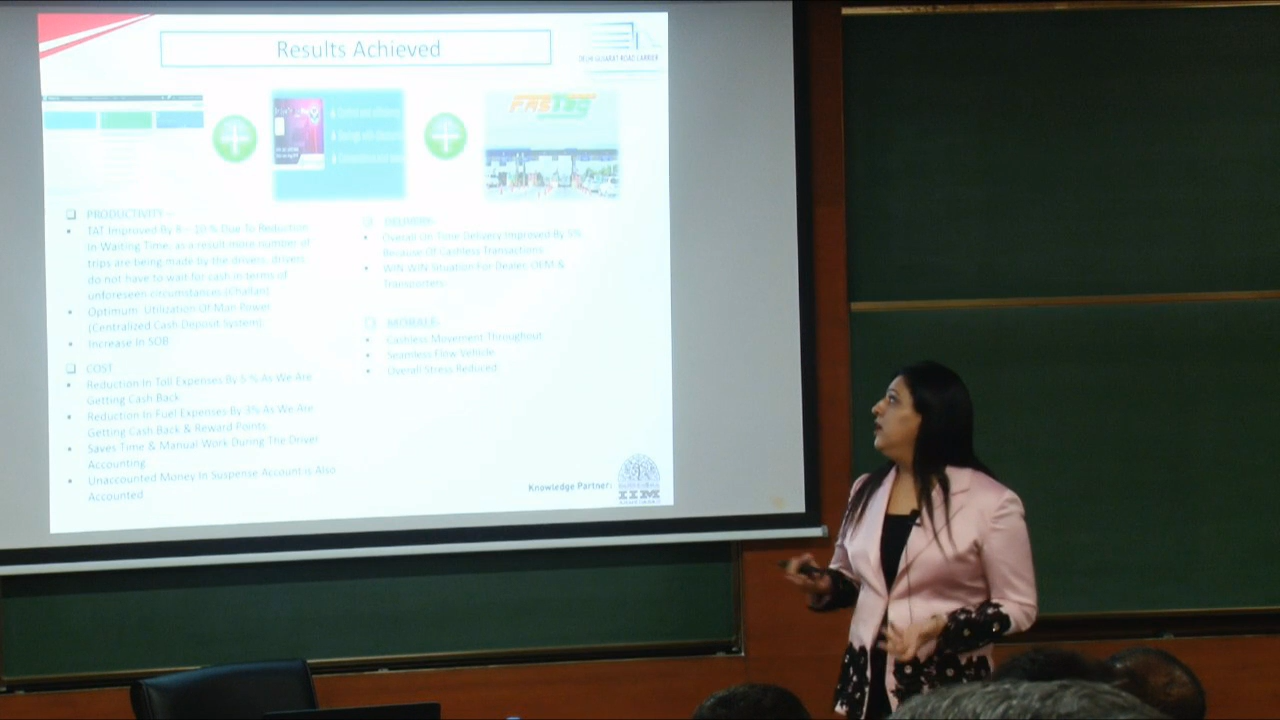 Results Achieved
DELHI GUJARAT ROAD CARRIER
FASTag
PRODUCTIVITY –
TAT Improved By 8 – 10 % Due To Reduction
In Waiting Time, as a result more number of
trips are being made by the drivers, drivers
do not have to wait for cash in terms of
unforeseen circumstances (Challan)
Optimum Utilization Of Man Power
(Centralized Cash Deposit System)
Increase In SOB
COST
Reduction In Toll Expenses By 5 % As We Are
Getting Cash Back
Reduction In Fuel Expenses By 3% As We Are
Getting Cash Back & Reward Points
Saves Time & Manual Work During The Driver
Accounting
Unaccounted Money In Suspense Account is Also
Accounted
DELIVERY-
Overall On Time Delivery Improved By 5%
Because Of Cashless Transactions
WIN WIN Situation For Dealer, OEM &
Transporters
MORALE-
Cashless Movement Throughout
Seamless Flow Vehicle
Overall Stress Reduced
Knowledge Partner:
IIM